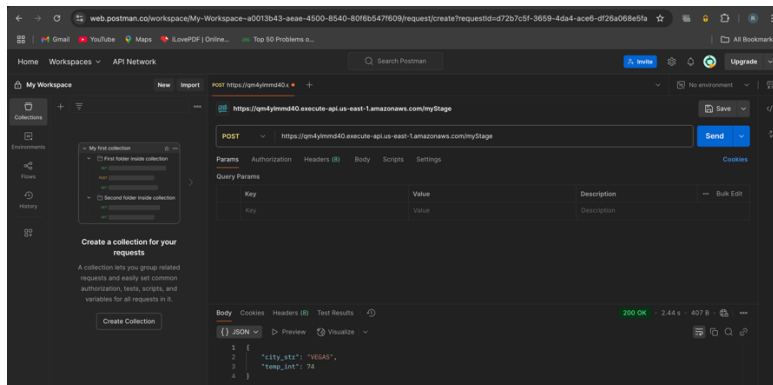 web.postman.co/workspace/My-Workspace~a0013b43-aeae-4500-8540-80f6b547f609/request/create?requestId=d72b7c5f-3659-4da4-ace6-df26a068e5fa
Gmail YouTube Maps iLovePDF | Online... Top 50 Problems o... All Bookmark
Home Workspaces API Network Search Postman Invite Upgrade
My Workspace New Import POST https://qm4ylmmd40.x No environment
Collections
Environments
Flows
History
My first collection
First folder inside collection
Second folder inside collection
Create a collection for your
requests
A collection lets you group related
requests and easily set common
authorization, tests, scripts, and
variables for all requests in it.
Create Collection
https://qm4ylmmd40.execute-api.us-east-1.amazonaws.com/myStage Save
POST https://qm4ylmmd40.execute-api.us-east-1.amazonaws.com/myStage Send
Params Authorization Headers (8) Body Scripts Settings Cookies
Query Params
Key Value Description Bulk Edit
Key Value Description
Body Cookies Headers (8) Test Results 200 OK 2.44 s 407 B
{ } JSON Preview Visualize
1 {
2 "city_str": "VEGAS",
3 "temp_int": 74
4 }